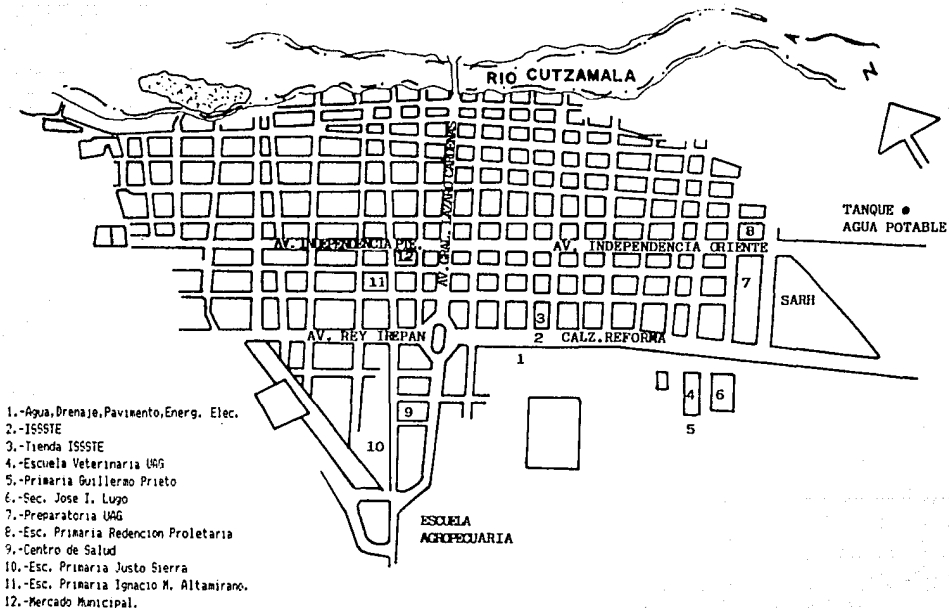 RIO CUTZAMALA
N
AV. GRAL. LAZARO CARDENAS
TANQUE
AGUA POTABLE
8
AV. INDEPENDENCIA PTE.
AV. INDEPENDENCIA ORIENTE
12
11
7
SARH
3
AV. REY IREPAN
2
CALZ.REFORMA
1
4
6
9
5
10
ESCUELA
AGROPECUARIA
1.-Agua,Drenaje,Pavimento,Energ. Elec.
2.-ISSSTE
3.-Tienda ISSSTE
4.-Escuela Veterinaria UAG
5.-Primaria Guillermo Prieto
6.-Sec. Jose I. Lugo
7.-Preparatoria UAG
8.-Esc. Primaria Redencion Proletaria
9.-Centro de Salud
10.-Esc. Primaria Justo Sierra
11.-Esc. Primaria Ignacio M. Altamirano.
12.-Mercado Municipal.